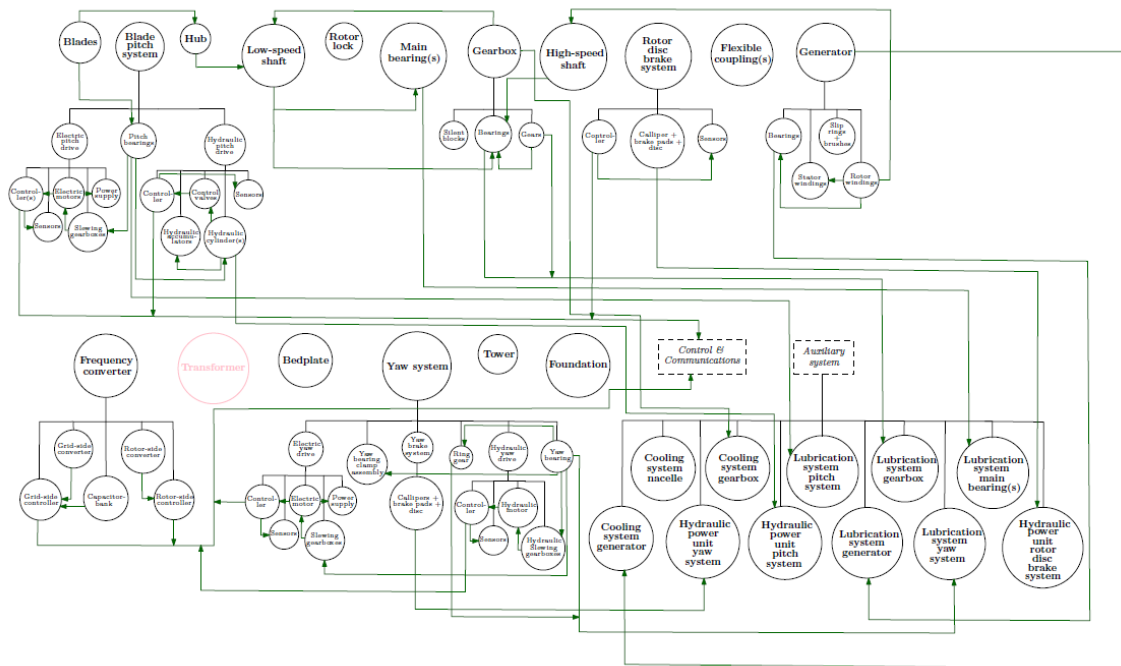 Blades
Blade
pitch
system
Hub
Low-speed
shaft
Rotor
lock
Main
bearing(s)
Gearbox
High-speed
shaft
Rotor
disc
brake
system
Flexible
coupling(s)
Generator
Electric
pitch
drive
Pitch
bearings
Hydraulic
pitch
drive
Silent
blocks
Bearings
Gears
Control-
ler
Calliper +
brake pads +
disc
Sensors
Bearings
Slip
rings
+
brushes
Stator
windings
Rotor
windings
Control-
ler(s)
Electric
motors
Power
supply
Sensors
Slewing
gearboxes
Control-
ler
Control
valves
Sensors
Hydraulic
accumu-
lators
Hydraulic
cylinder(s)
Frequency
converter
Transformer
Bedplate
Yaw system
Tower
Foundation
Control &
Communications
Auxiliary
system
Grid-side
converter
Rotor-side
converter
Grid-side
controller
Capacitor-
bank
Rotor-side
controller
Electric
yaw
drive
Yaw
bearing
clamp
assembly
Yaw
brake
system
Ring
gear
Hydraulic
yaw
drive
Yaw
bearing
Control-
ler
Electric
motor
Power
supply
Sensors
Slewing
gearboxes
Callipers +
brake pads +
disc
Control-
ler
Hydraulic
motor
Sensors
Hydraulic
Slewing
gearboxes
Cooling
system
nacelle
Cooling
system
gearbox
Lubrication
system
pitch
system
Lubrication
system
gearbox
Lubrication
system
main
bearing(s)
Cooling
system
generator
Hydraulic
power
unit
yaw
system
Hydraulic
power
unit
pitch
system
Lubrication
system
generator
Lubrication
system
yaw
system
Hydraulic
power
unit
rotor
disc
brake
system